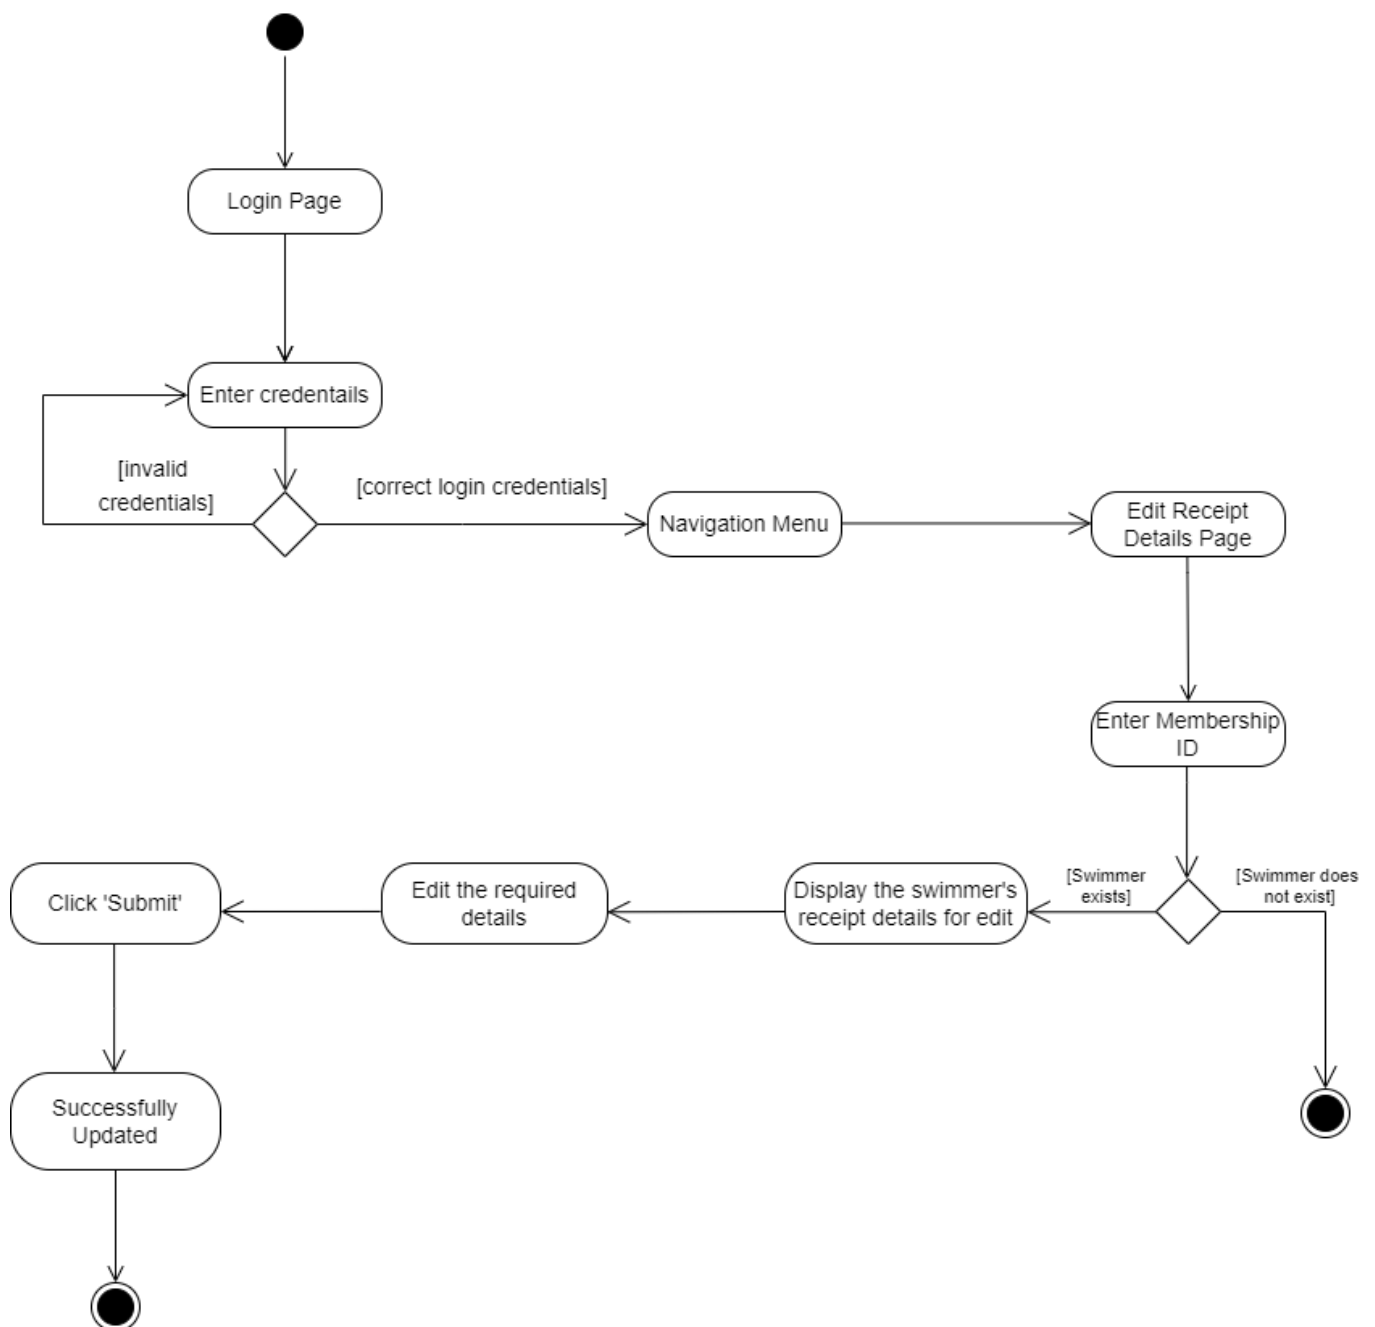 Login Page
Enter credentails
[invalid
credentials]
[correct login credentials]
Navigation Menu
Edit Receipt
Details Page
Enter Membership
ID
[Swimmer
exists]
[Swimmer does
not exist]
Display the swimmer's
receipt details for edit
Edit the required
details
Click 'Submit'
Successfully
Updated